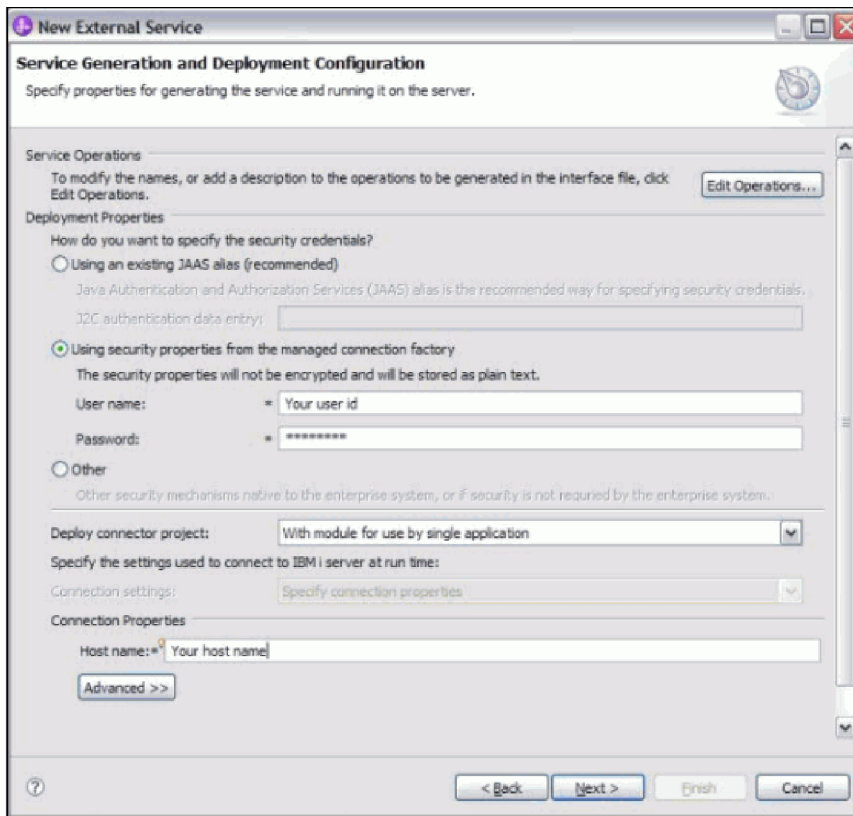 New External Service
Service Generation and Deployment Configuration
Specify properties for generating the service and running it on the server.
Service Operations
To modify the names, or add a description to the operations to be generated in the interface file, click
Edit Operations.
Edit Operations...
Deployment Properties
How do you want to specify the security credentials?
Using an existing JAAS alias (recommended)
Java Authentication and Authorization Services (JAAS) alias is the recommended way for specifying security credentials.
J2C authentication data entry:
Using security properties from the managed connection factory
The security properties will not be encrypted and will be stored as plain text.
User name: * Your user id
Password: * ********
Other
Other security mechanisms native to the enterprise system, or if security is not requried by the enterprise system.
Deploy connector project: With module for use by single application
Specify the settings used to connect to IBM i server at run time:
Connection settings: Specify connection properties
Connection Properties
Host name:* Your host name
Advanced >>
? < Back Next > Finish Cancel